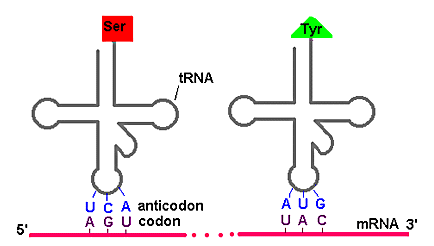 Ser Tyr
tRNA
U C A anticodon A U G
A G U codon U A C
5' mRNA 3'